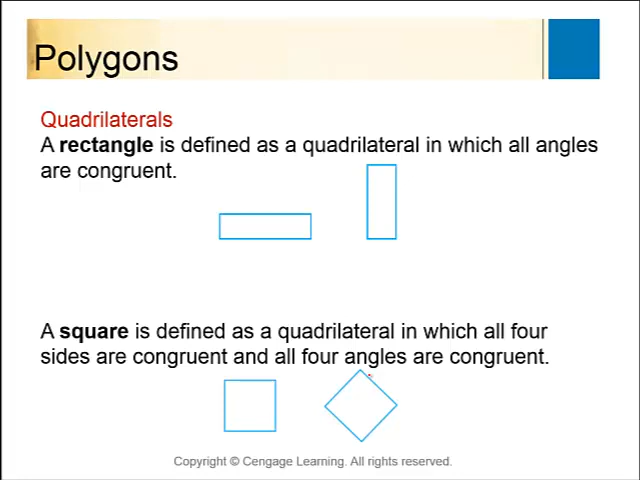 Polygons
Quadrilaterals
A rectangle is defined as a quadrilateral in which all angles
are congruent.
A square is defined as a quadrilateral in which all four
sides are congruent and all four angles are congruent.
Copyright © Cengage Learning. All rights reserved.